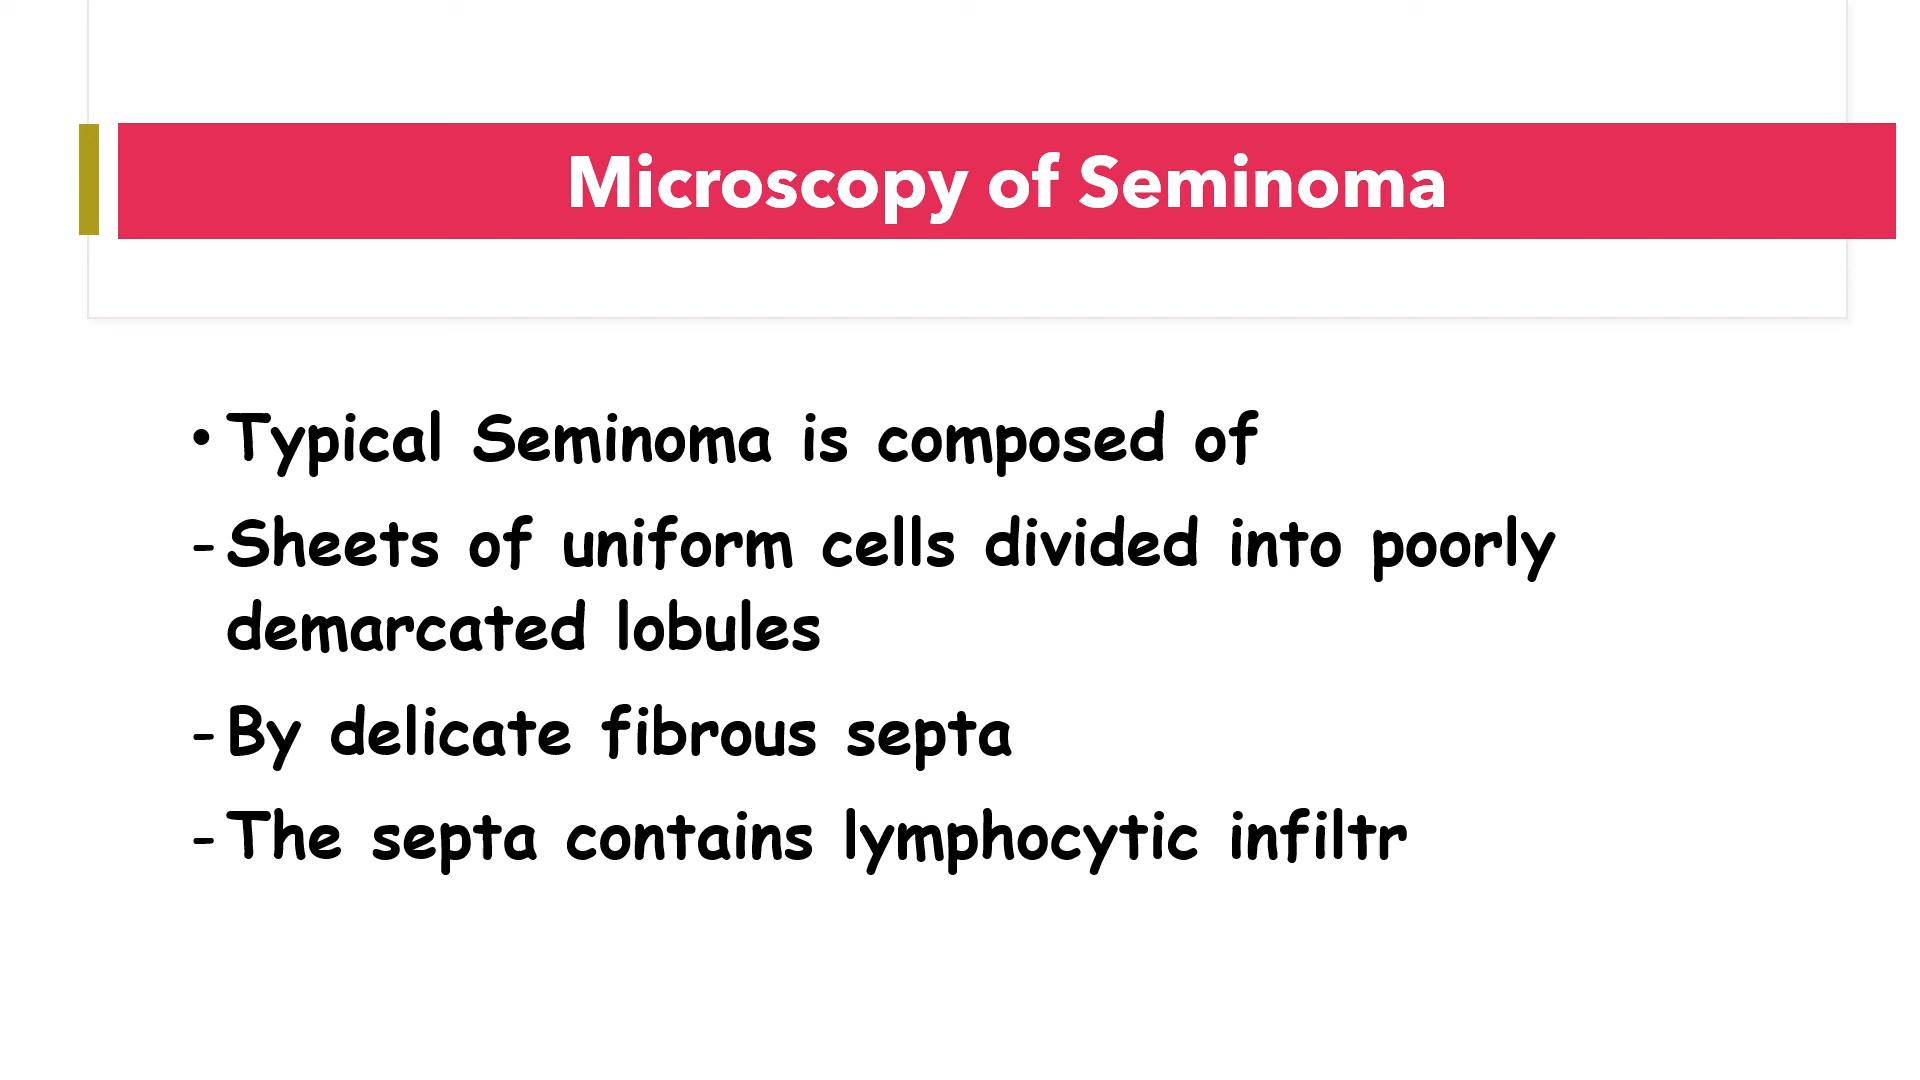 Microscopy of Seminoma
• Typical Seminoma is composed of
- Sheets of uniform cells divided into poorly
demarcated lobules
- By delicate fibrous septa
- The septa contains lymphocytic infiltr